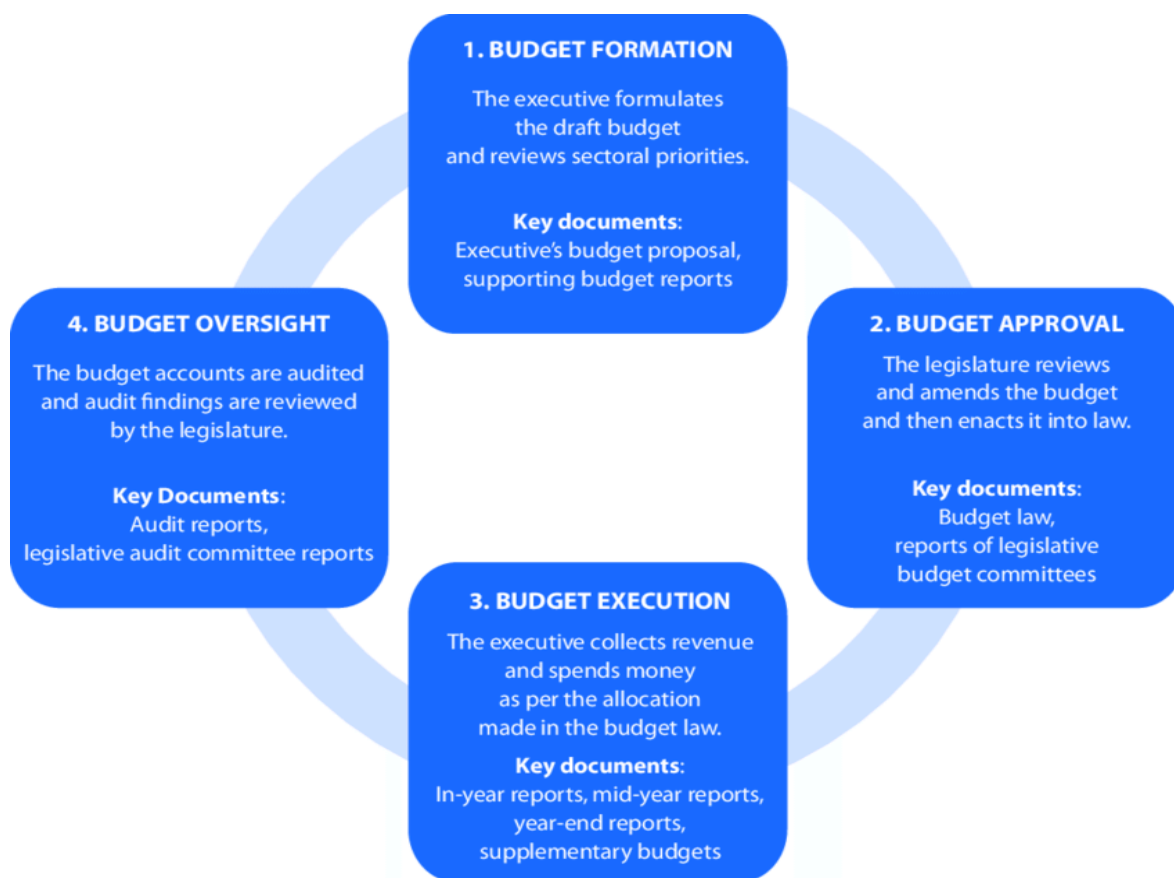 1. BUDGET FORMATION
The executive formulates
the draft budget
and reviews sectoral priorities.
Key documents:
Executive’s budget proposal,
supporting budget reports
2. BUDGET APPROVAL
The legislature reviews
and amends the budget
and then enacts it into law.
Key documents:
Budget law,
reports of legislative
budget committees
3. BUDGET EXECUTION
The executive collects revenue
and spends money
as per the allocation
made in the budget law.
Key documents:
In-year reports, mid-year reports,
year-end reports,
supplementary budgets
4. BUDGET OVERSIGHT
The budget accounts are audited
and audit findings are reviewed
by the legislature.
Key Documents:
Audit reports,
legislative audit committee reports